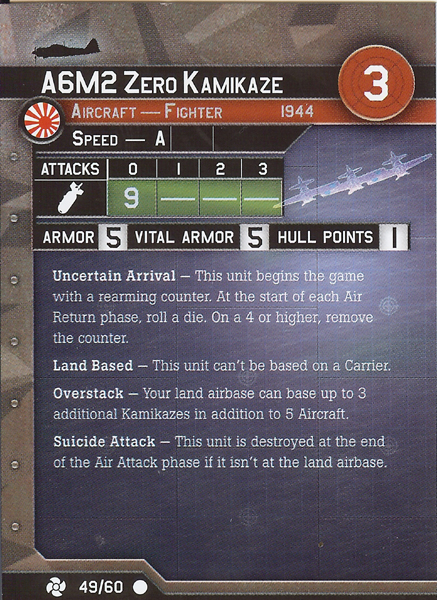 A6M2 Zero Kamikaze
3
Aircraft — Fighter 1944
Speed — A
ATTACKS 0 1 2 3
9 — — —
ARMOR 5 VITAL ARMOR 5 HULL POINTS 1
Uncertain Arrival — This unit begins the game
with a rearming counter. At the start of each Air
Return phase, roll a die. On a 4 or higher, remove
the counter.
Land Based — This unit can't be based on a Carrier.
Overstack — Your land airbase can base up to 3
additional Kamikazes in addition to 5 Aircraft.
Suicide Attack — This unit is destroyed at the end
of the Air Attack phase if it isn't at the land airbase.
49/60